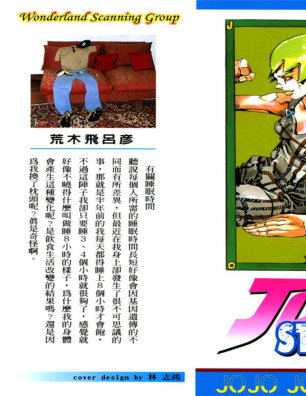 Wonderland Scanning Group
荒木飛呂彦
有關睡眠時間
聽說每個人所需的睡眠時間長短好像會因基因遺傳的不
同而有所差異，但最近在我身上卻發生了很不可思議的
事，那就是半年前的我每天都得睡上8個小時才會飽，
不過這陣子我卻只要睡3、4個小時就很夠了，感覺就
好像不曉得什麼叫做睡8小時的樣子，為什麼我的身體
會產生這種變化呢？是飲食生活改變的結果嗎？還是因
為我換了枕頭呢？真是奇怪啊。
cover design by 林 志鴻
JOJO JO